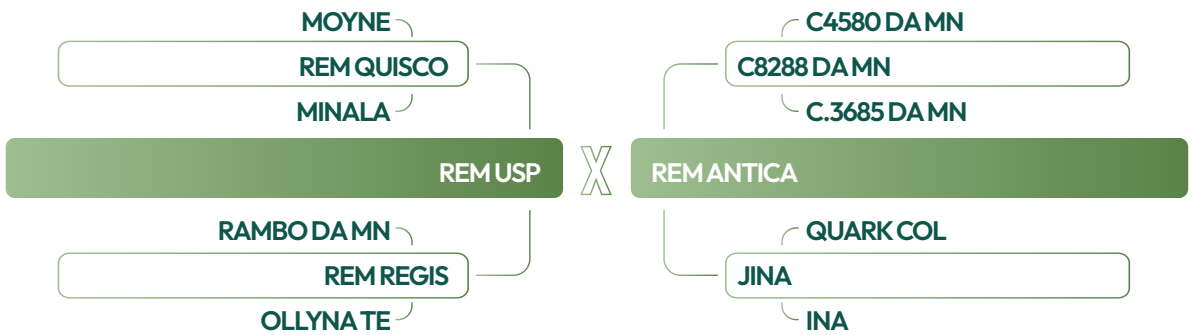 MOYNE
REM QUISCO
MINALA
REM USP
RAMBO DA MN
REM REGIS
OLLYNA TE
X
C4580 DA MN
C8288 DA MN
C.3685 DA MN
REM ANTICA
QUARK COL
JINA
INA